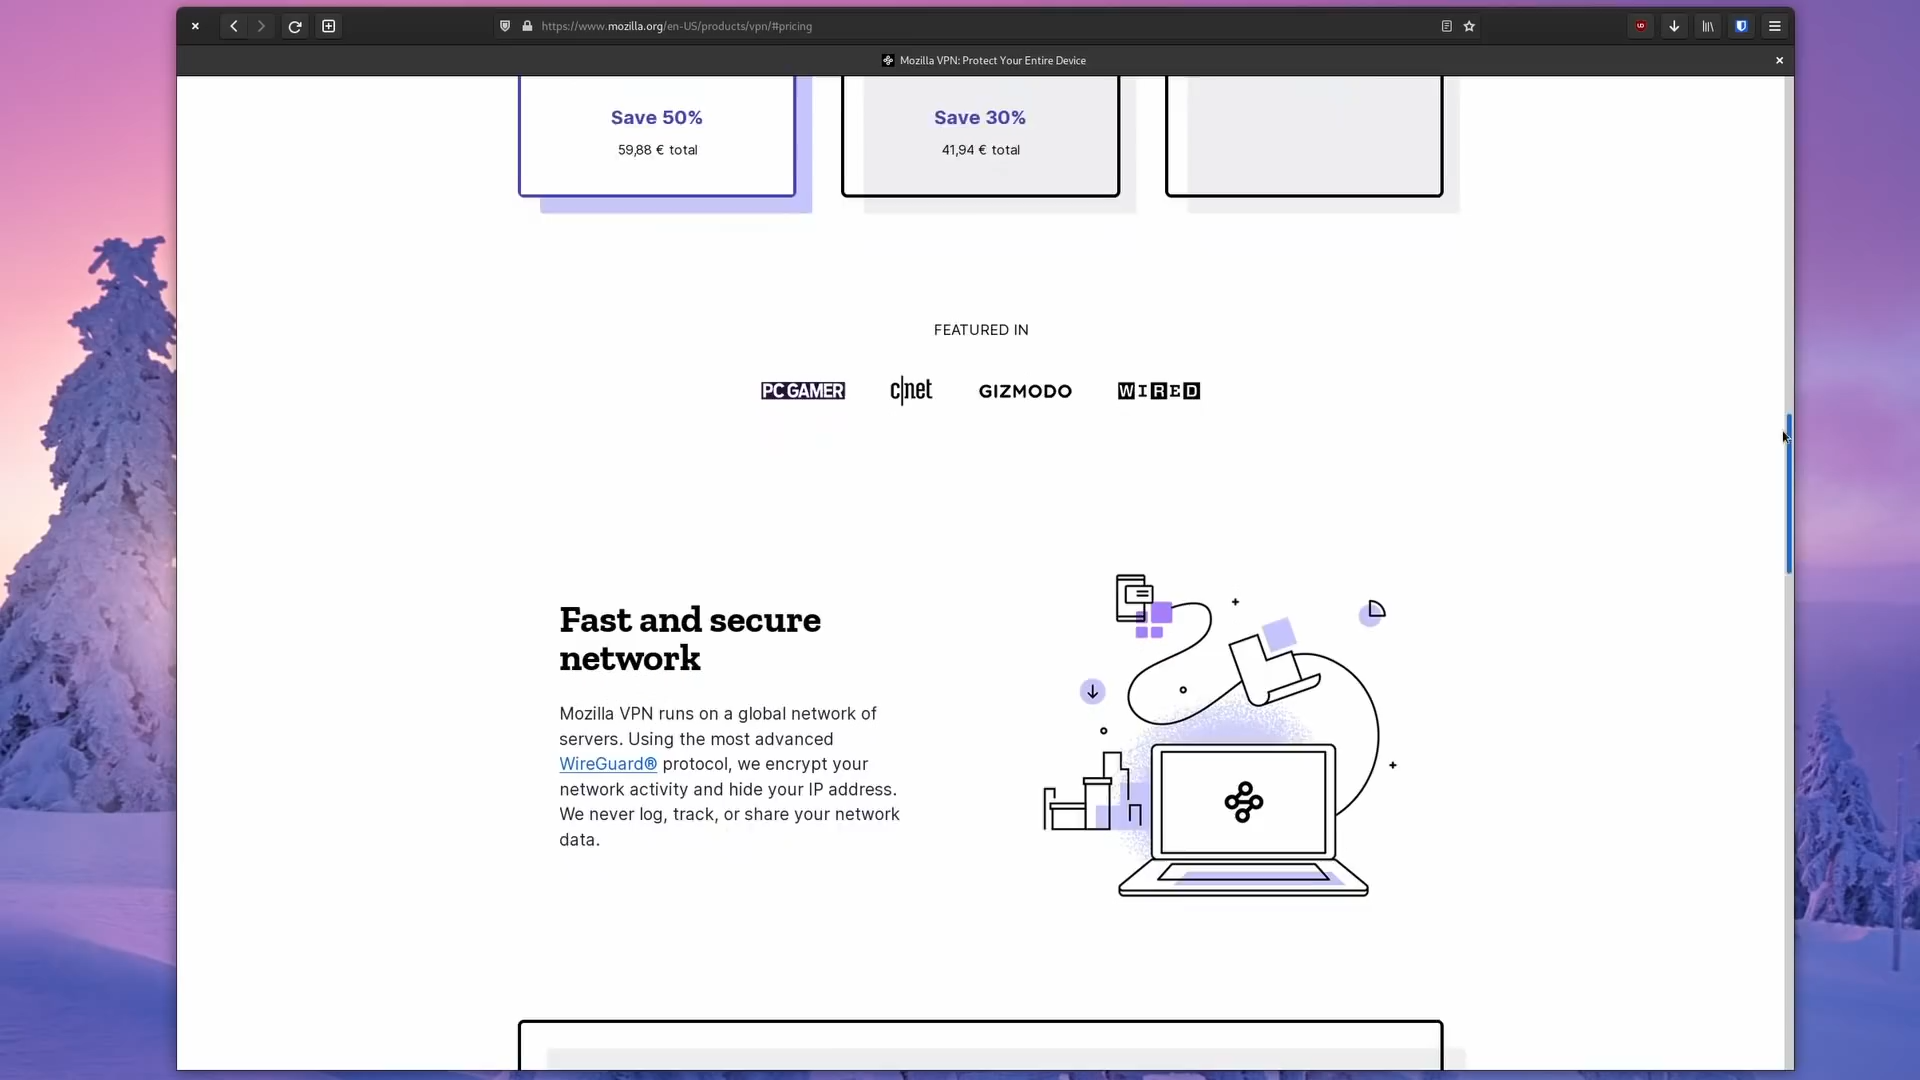 https://www.mozilla.org/en-US/products/vpn/#pricing
Mozilla VPN: Protect Your Entire Device
Save 50%
59,88 € total
Save 30%
41,94 € total
FEATURED IN
PC GAMER
c|net
GIZMODO
WIRED
Fast and secure
network
Mozilla VPN runs on a global network of
servers. Using the most advanced
WireGuard® protocol, we encrypt your
network activity and hide your IP address.
We never log, track, or share your network
data.